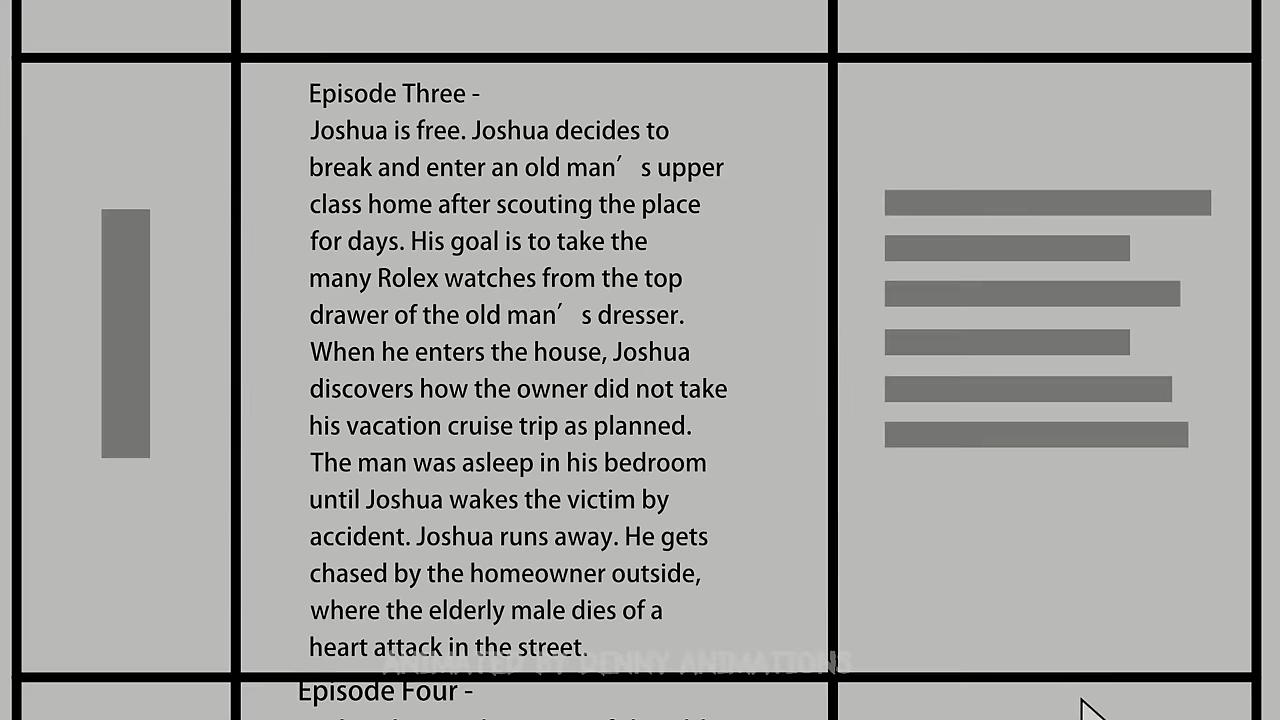 Episode Three -
Joshua is free. Joshua decides to
break and enter an old man′ s upper
class home after scouting the place
for days. His goal is to take the
many Rolex watches from the top
drawer of the old man′ s dresser.
When he enters the house, Joshua
discovers how the owner did not take
his vacation cruise trip as planned.
The man was asleep in his bedroom
until Joshua wakes the victim by
accident. Joshua runs away. He gets
chased by the homeowner outside,
where the elderly male dies of a
heart attack in the street.
ANIMATED BY DENNY ANIMATIONS
Episode Four -